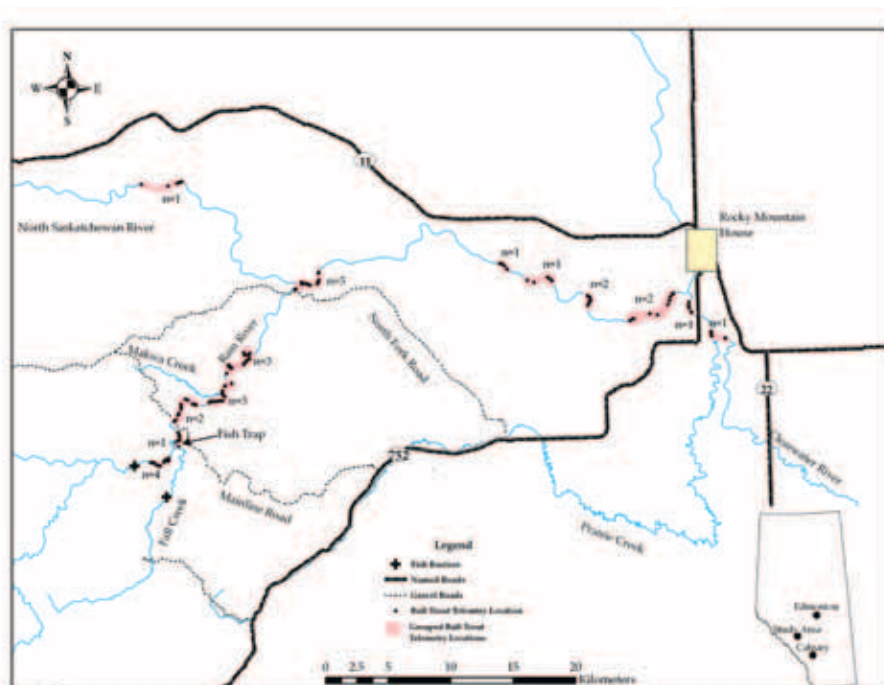 N
W E
S
11
n=1
North Saskatchewan River
Rocky Mountain
House
n=1
n=1
n=3
n=2
n=2
n=1
n=1
North Fork Road
Ram River
n=3
Creek
n=3
22
n=2
n=1
Fish Trap
752
Clearwater River
n=4
Mainline Road
Fall Creek
Prairie Creek
Legend
Fish Barriers
Named Roads
Gravel Roads
Bull Trout Telemetry Location
Grouped Bull Trout
Telemetry Locations
Edmonton
Study Area
Calgary
0 2.5 5 10 15 20
Kilometers